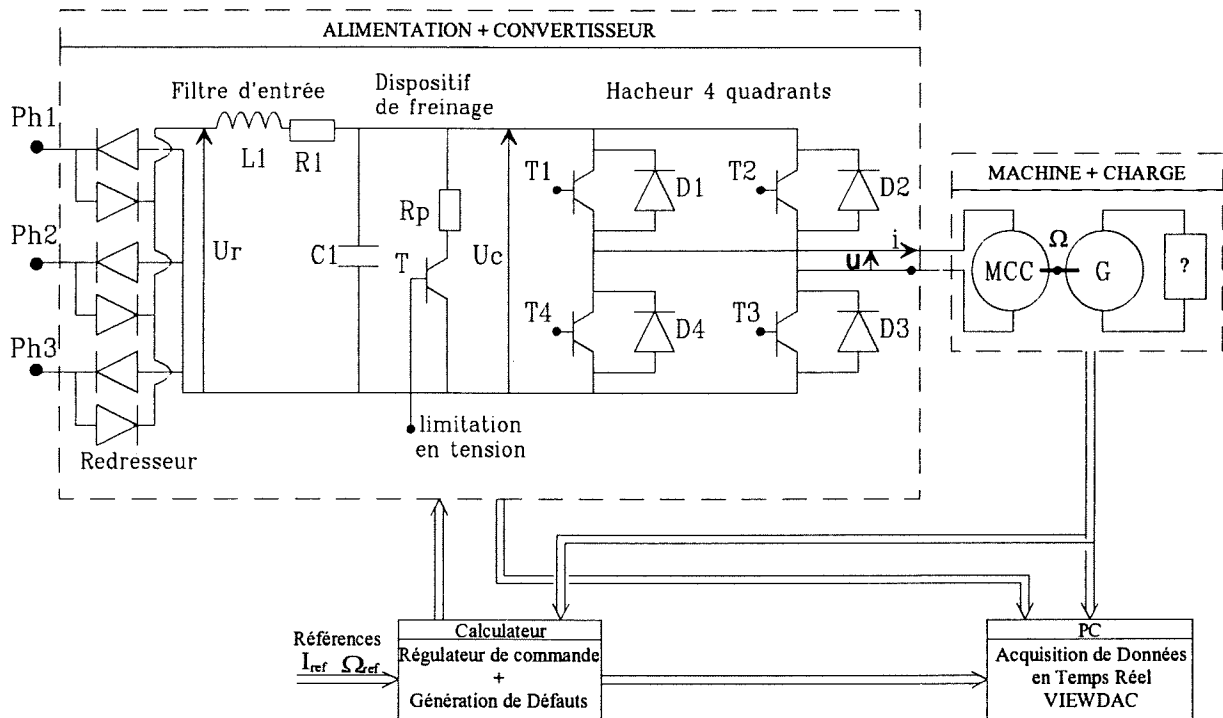 ALIMENTATION + CONVERTISSEUR
Filtre d'entrée
Dispositif
de freinage
Hacheur 4 quadrants
Ph1
L1
R1
T1
D1
T2
D2
MACHINE + CHARGE
Rp
Ph2
Ur
C1
T
Uc
i
u
Ω
MCC
G
?
T4
D4
T3
D3
Ph3
limitation
en tension
Redresseur
Références
Iref Ωref
Calculateur
Régulateur de commande
+
Génération de Défauts
PC
Acquisition de Données
en Temps Réel
VIEWDAC